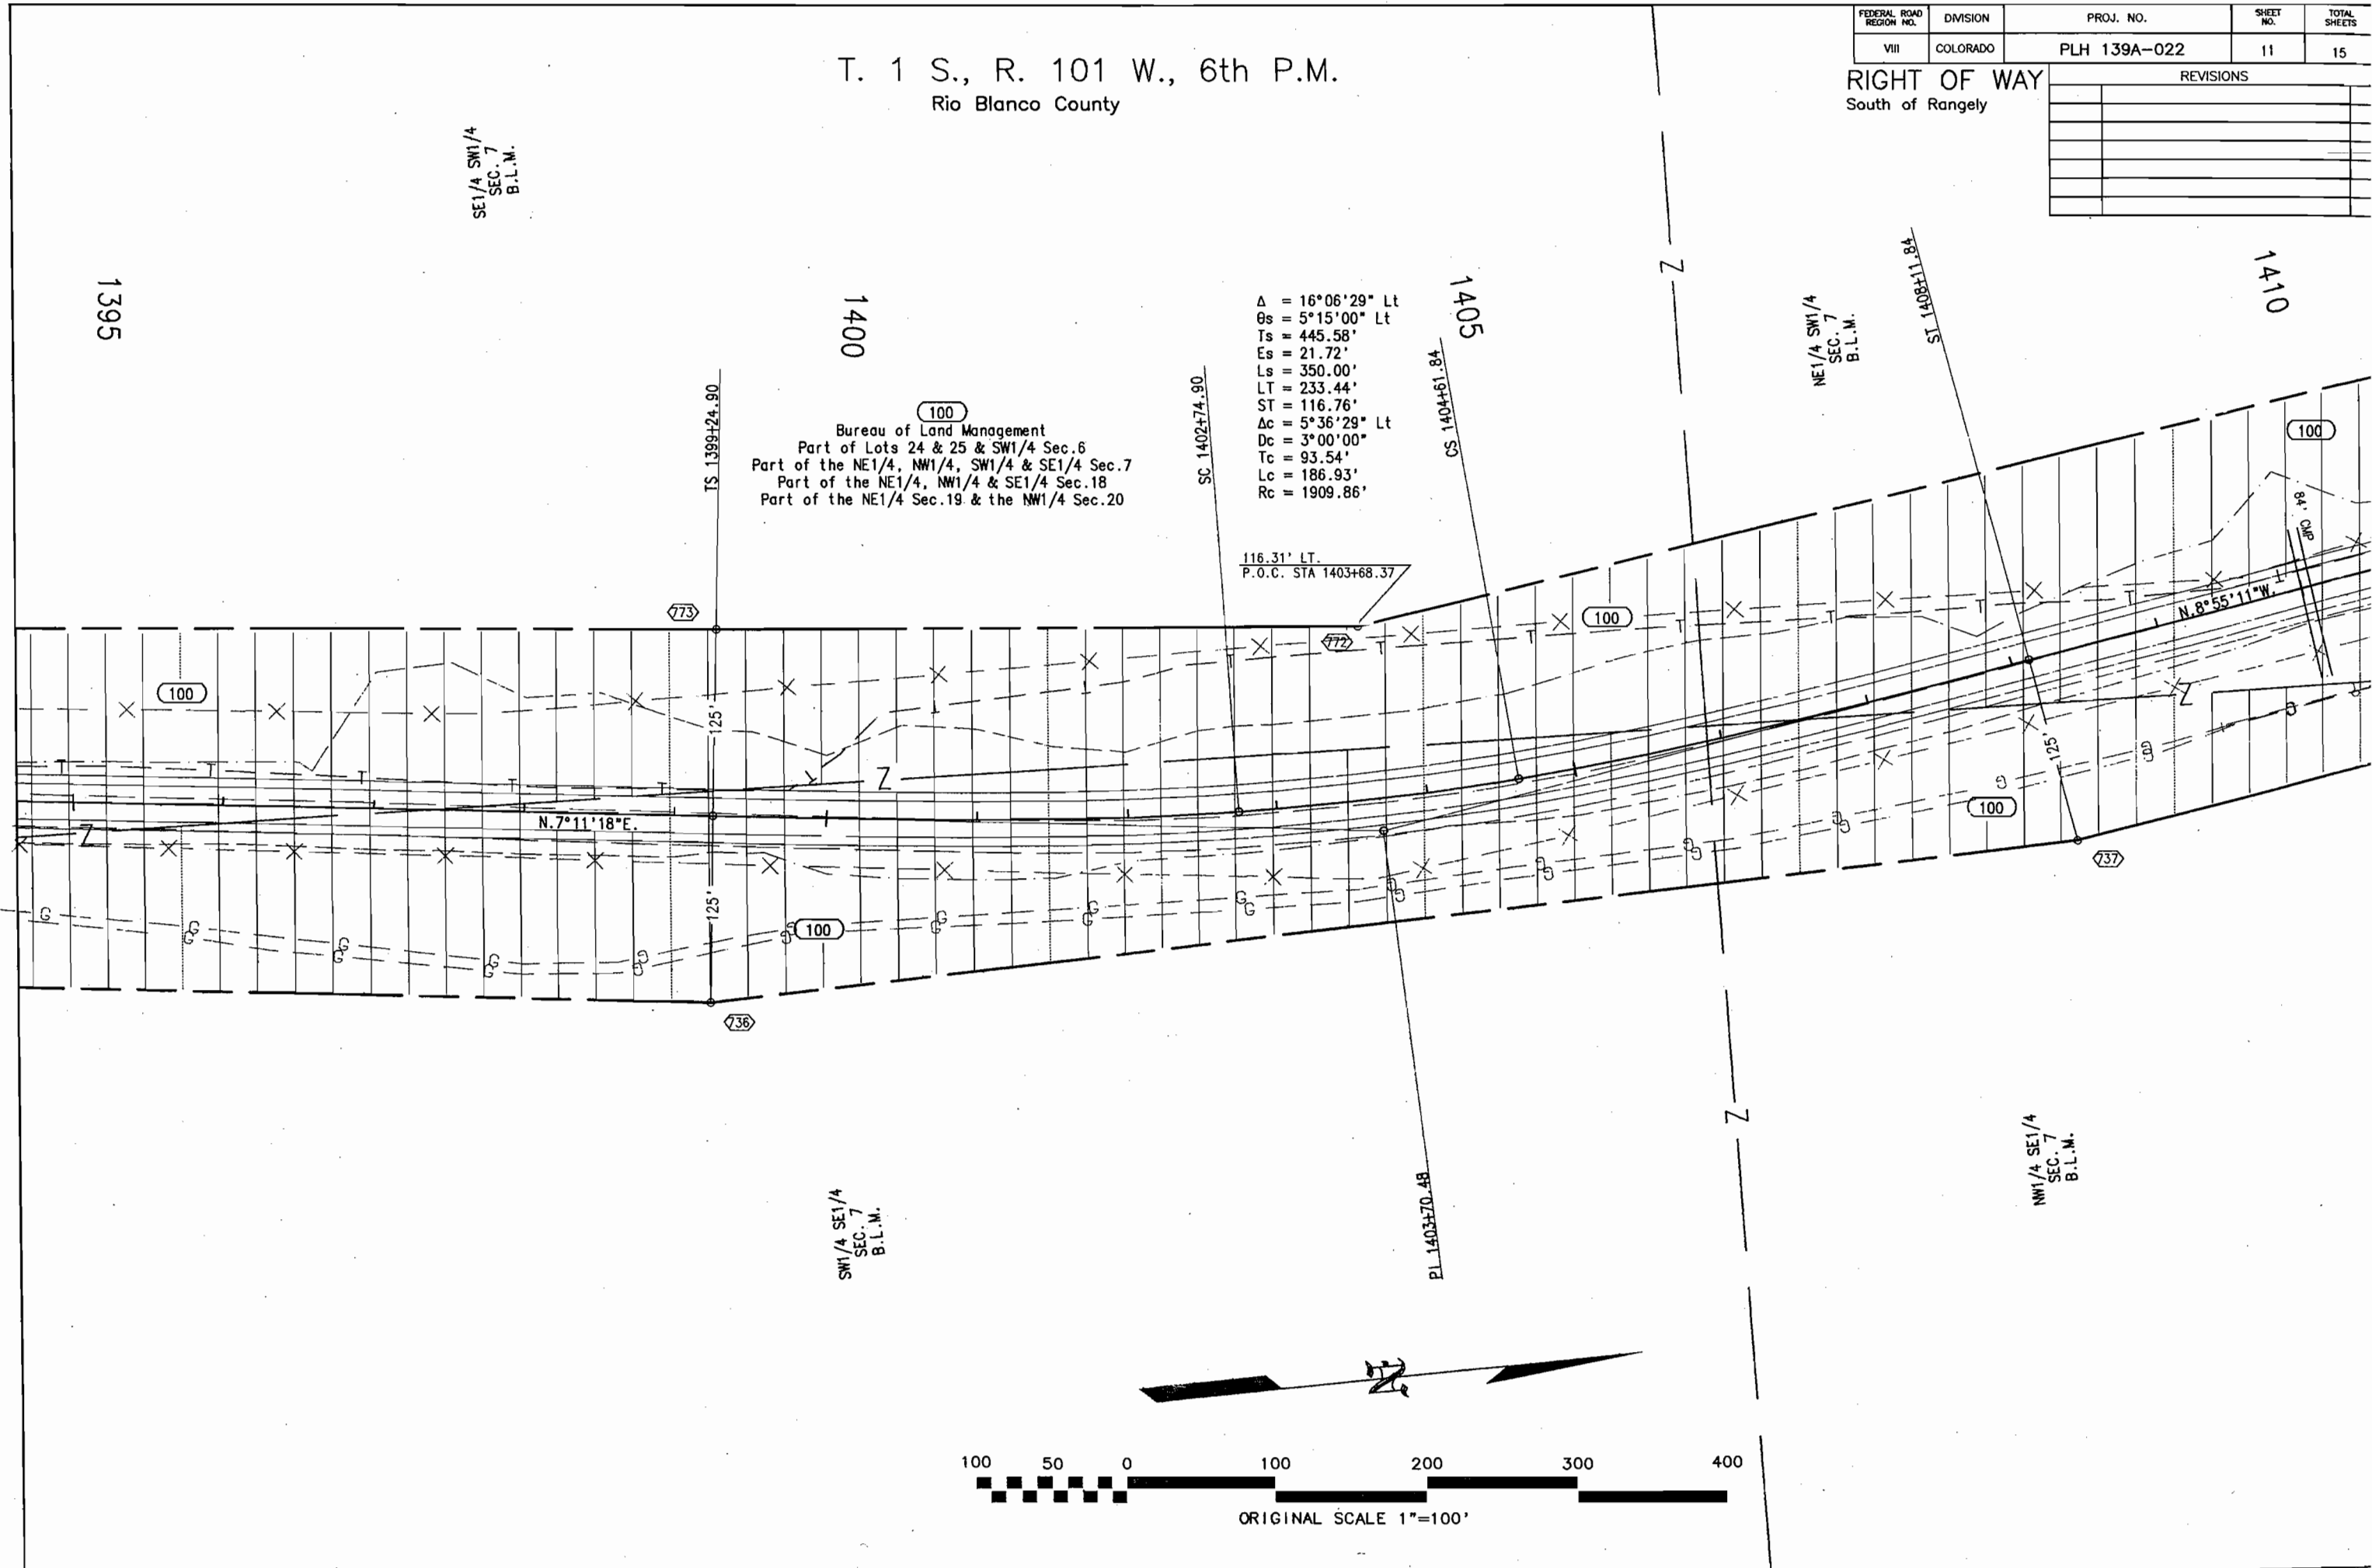 FEDERAL ROAD REGION NO.
DIVISION
PROJ. NO.
SHEET NO.
TOTAL SHEETS
VIII
COLORADO
PLH 139A-022
11
15
RIGHT OF WAY
South of Rangely
REVISIONS
T. 1 S., R. 101 W., 6th P.M.
Rio Blanco County
SE1/4 SW1/4
SEC. 7
B.L.M.
1395
1400
1405
1410
TS 1399+24.90
100
Bureau of Land Management
Part of Lots 24 & 25 & SW1/4 Sec.6
Part of the NE1/4, NW1/4, SW1/4 & SE1/4 Sec.7
Part of the NE1/4, NW1/4 & SE1/4 Sec.18
Part of the NE1/4 Sec.19 & the NW1/4 Sec.20
SC 1402+74.90
Δ = 16°06'29" Lt
θs = 5°15'00" Lt
Ts = 445.58'
Es = 21.72'
Ls = 350.00'
LT = 233.44'
ST = 116.76'
Δc = 5°36'29" Lt
Dc = 3°00'00"
Tc = 93.54'
Lc = 186.93'
Rc = 1909.86'
CS 1404+61.84
Z
NE1/4 SW1/4
SEC. 7
B.L.M.
ST 1408+11.84
100
84" CMP
116.31' LT.
P.O.C. STA 1403+68.37
773
772
100
N.8°55'11"W.
100
125'
Z
Z
N.7°11'18"E.
Z
125'
125'
100
100
737
736
Z
SW1/4 SE1/4
SEC. 7
B.L.M.
PI 1403+70.48
NW1/4 SE1/4
SEC. 7
B.L.M.
N
100 50 0 100 200 300 400
ORIGINAL SCALE 1"=100'